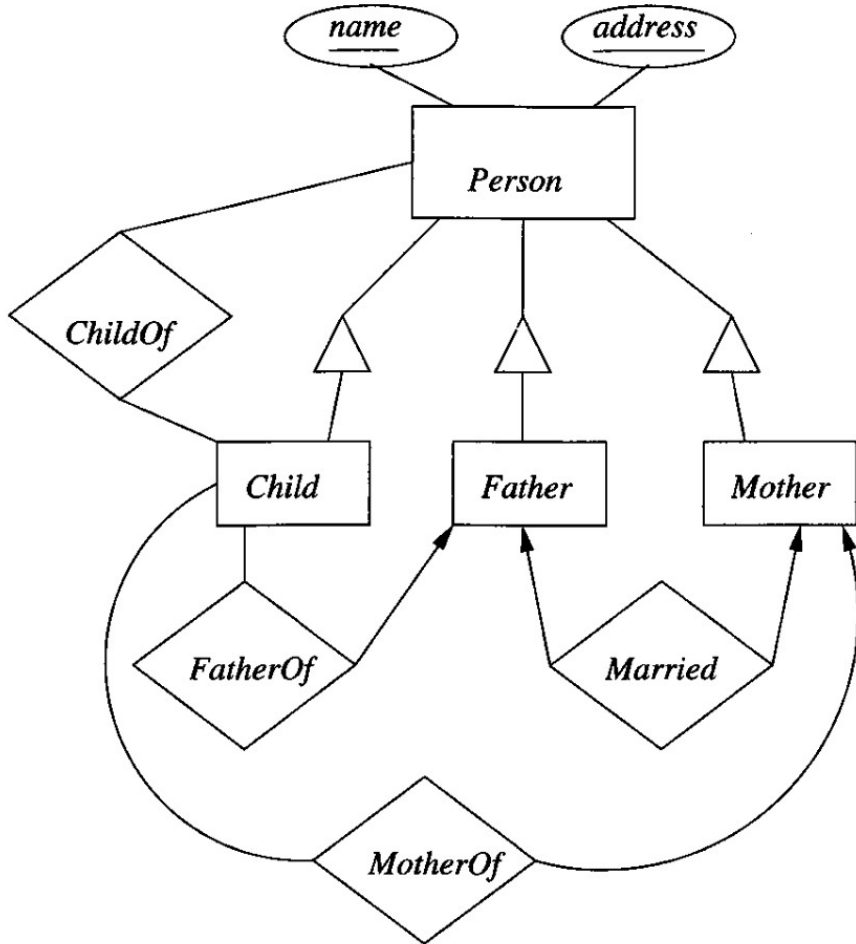 name
address
Person
ChildOf
Child
Father
Mother
FatherOf
Married
MotherOf